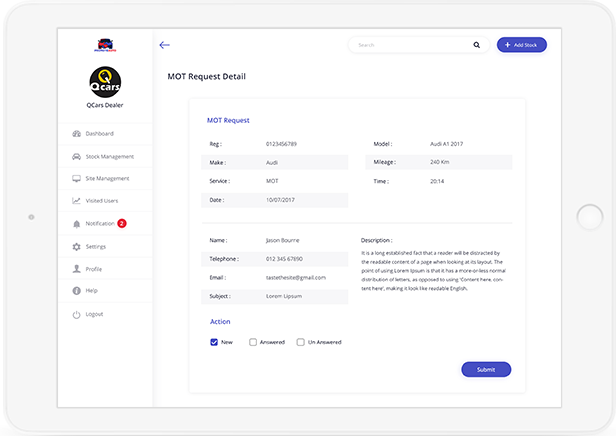 Search
+ Add Stock
Q
cars
QCars Dealer
Dashboard
Stock Management
Site Management
Visited Users
Notification 2
Settings
Profile
Help
Logout
MOT Request Detail
MOT Request
Reg : 0123456789
Model : Audi A1 2017
Make : Audi
Mileage : 240 Km
Service : MOT
Time : 20:14
Date : 10/07/2017
Name : Jason Bourne
Telephone : 012 345 67890
Email : tastethesite@gmail.com
Subject : Lorem Lipsum
Description :
It is a long established fact that a reader will be distracted by
the readable content of a page when looking at its layout. The
point of using Lorem Ipsum is that it has a more-or-less normal
distribution of letters, as opposed to using 'Content here, con-
tent here', making it look like readable English.
Action
New Answered Un Answered
Submit